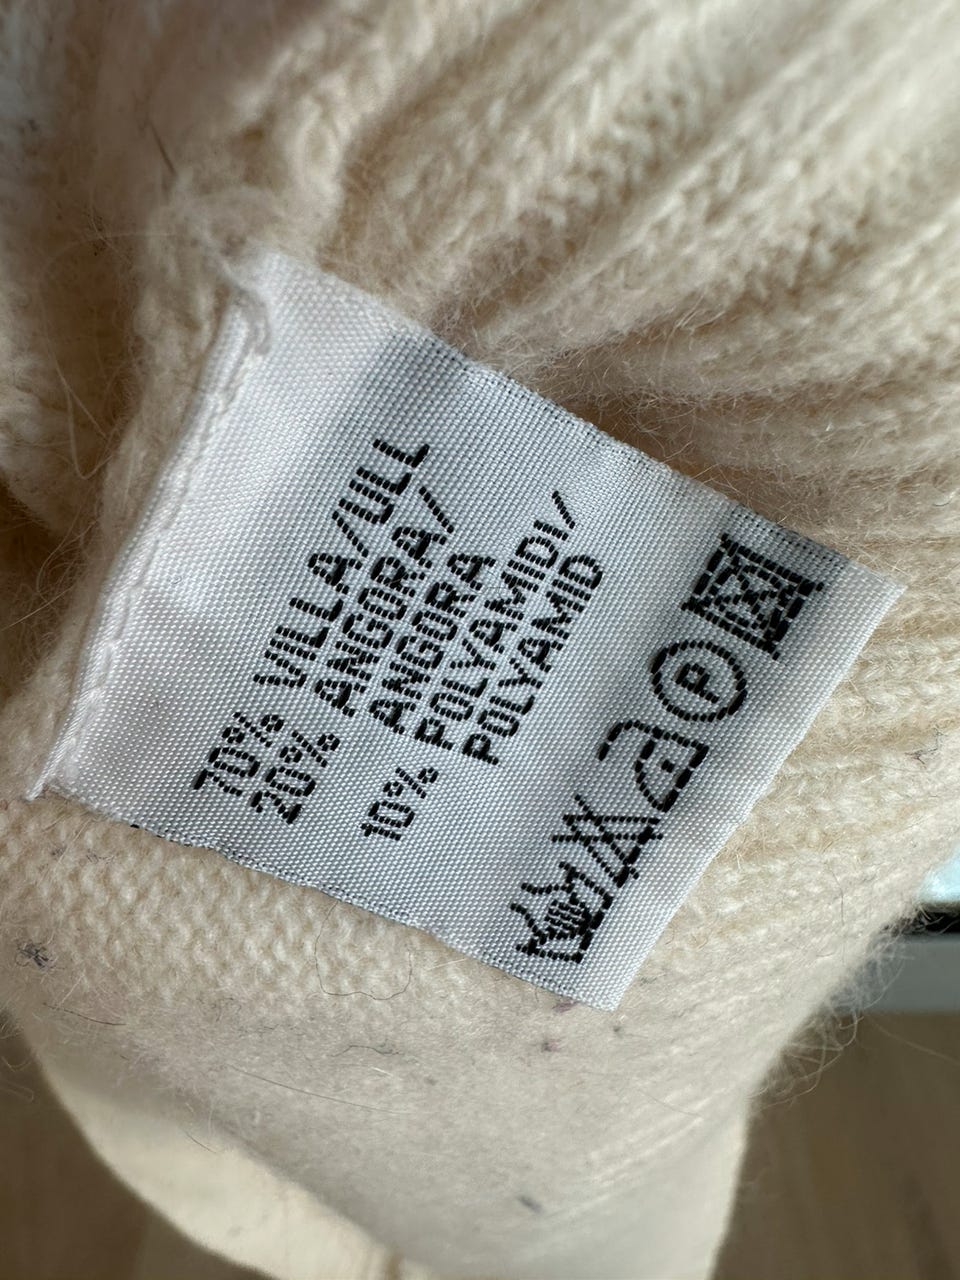 70% VILLA/ULL
20% ANGORA/
ANGORA
10% POLYAMIDI/
POLYAMID
P